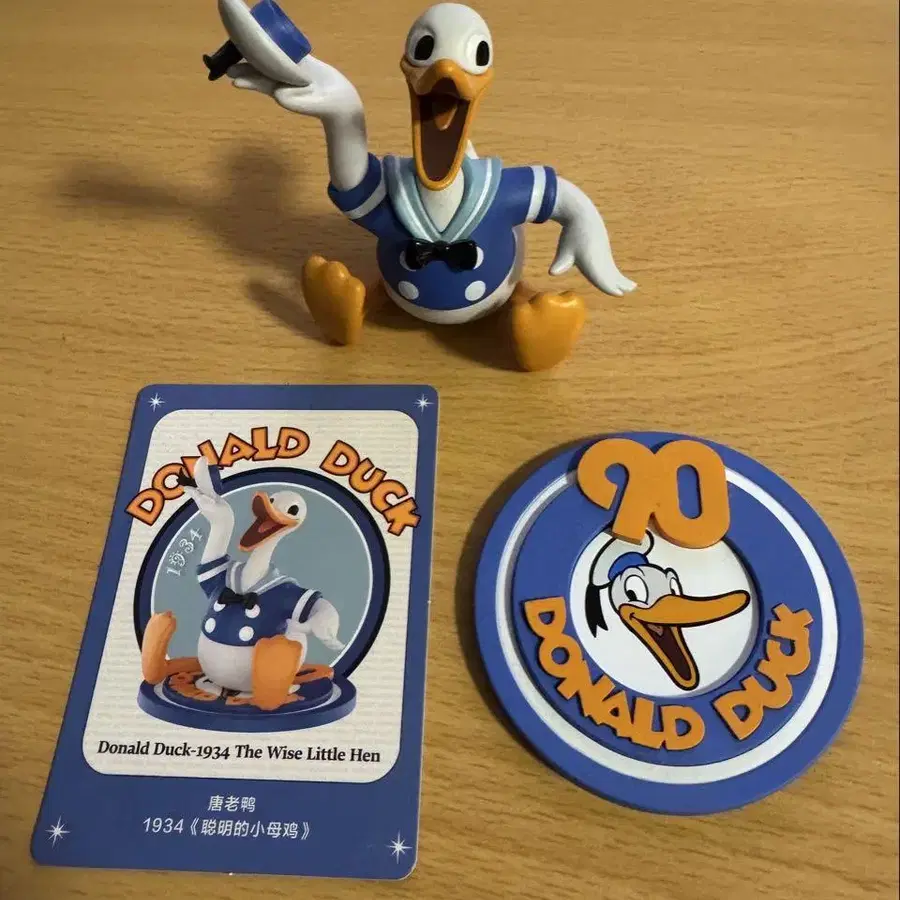 DONALD DUCK
1934
Donald Duck-1934 The Wise Little Hen
唐老鸭
1934《聪明的小母鸡》
90
DONALD DUCK